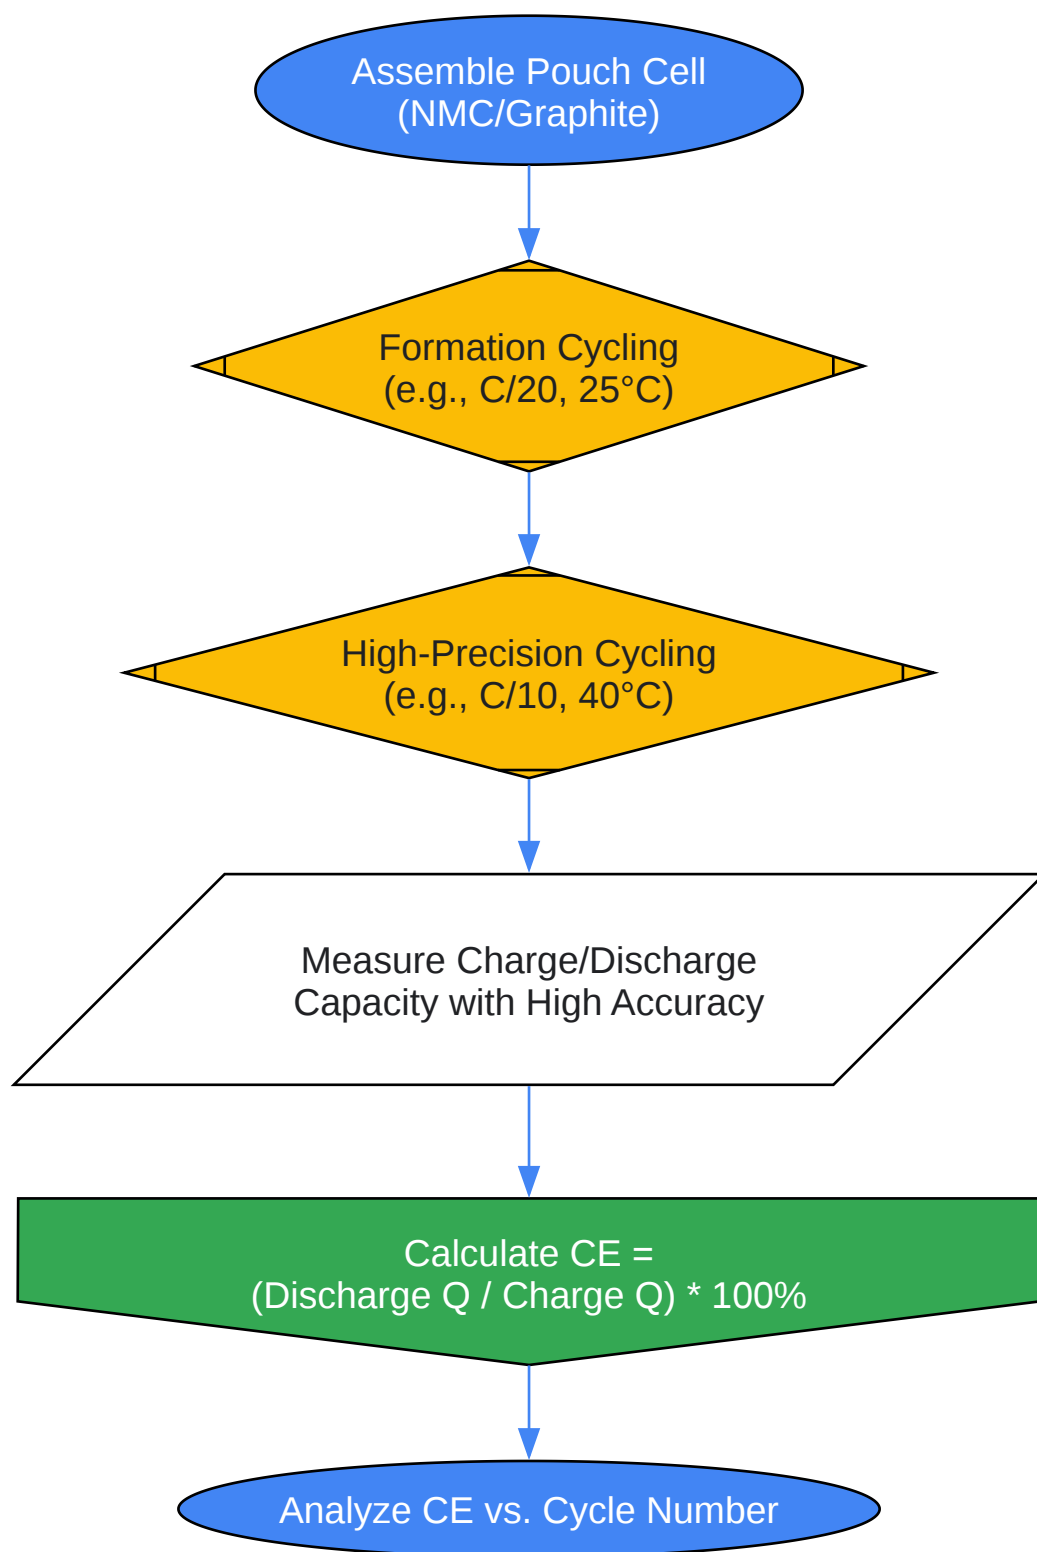 Assemble Pouch Cell
(NMC/Graphite)
Formation Cycling
(e.g., C/20, 25°C)
High-Precision Cycling
(e.g., C/10, 40°C)
Measure Charge/Discharge
Capacity with High Accuracy
Calculate CE =
(Discharge Q / Charge Q) * 100%
Analyze CE vs. Cycle Number